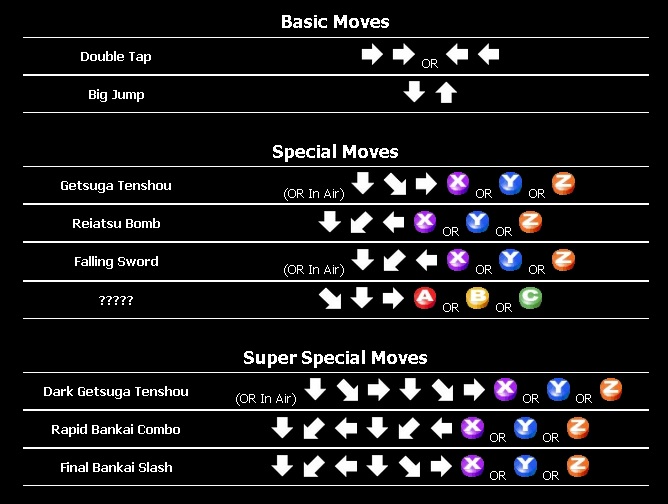 Basic Moves
Double Tap OR
Big Jump
Special Moves
Getsuga Tenshou (OR In Air) X OR Y OR Z
Reiatsu Bomb X OR Y OR Z
Falling Sword (OR In Air) X OR Y OR Z
????? A OR B OR C
Super Special Moves
Dark Getsuga Tenshou (OR In Air) X OR Y OR Z
Rapid Bankai Combo X OR Y OR Z
Final Bankai Slash X OR Y OR Z